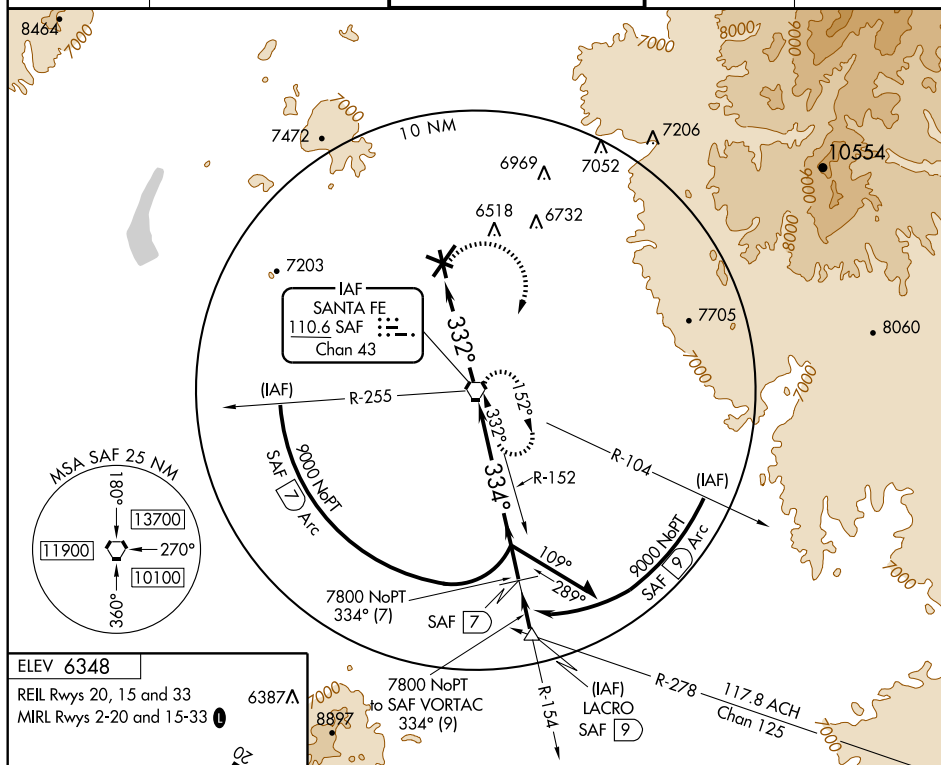 8464
7000
7000
7472
10 NM
6969
7052
7206
7000
8000
9000
10554
9000
8000
6518
6732
7203
IAF
SANTA FE
110.6 SAF
Chan 43
332°
7705
8060
7000
7000
(IAF)
R-255
332°
152°
R-152
334°
R-104
(IAF)
9000 NoPT
SAF 7 Arc
9000 NoPT
SAF 9 Arc
MSA SAF 25 NM
180°
13700
11900
270°
10100
360°
109°
289°
7800 NoPT
334° (7)
SAF 7
7000
ELEV 6348
REIL Rwys 20, 15 and 33
MIRL Rwys 2-20 and 15-33 L
20
6387
8897
7800 NoPT
to SAF VORTAC
334° (9)
R-154
(IAF)
LACRO
SAF 9
R-278
117.8 ACH
Chan 125
7000